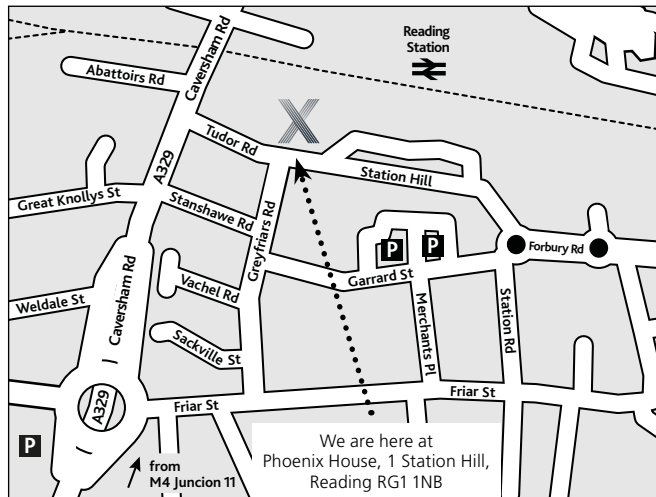 Reading
Station
Caversham Rd
Abattoirs Rd
Tudor Rd
A329
Station Hill
Great Knollys St
Stanshawe Rd
Greyfriars Rd
P
P
Forbury Rd
Garrard St
Caversham Rd
Vachel Rd
Weldale St
Merchants Pl
Station Rd
Sackville St
A329
Friar St
Friar St
P
We are here at
Phoenix House, 1 Station Hill,
Reading RG1 1NB
from
M4 Juncion 11